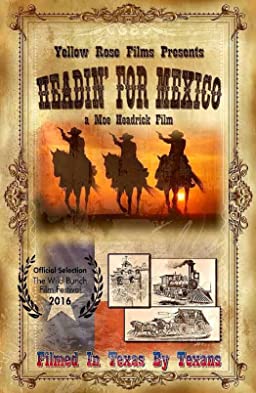 Yellow Rose Films Presents
HEADIN' FOR MEXICO
a Moe Headrick Film
Official Selection
The Wild Bunch
Film Festival
2016
Filmed In Texas By Texans